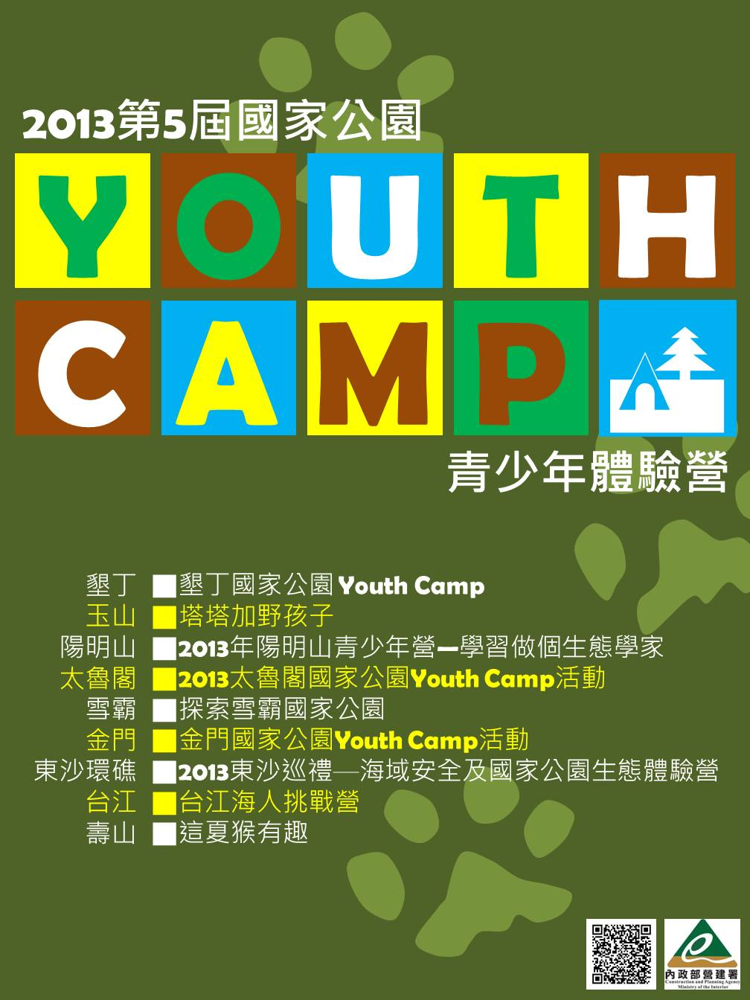 2013第5屆國家公園
YOUTH
CAMP
青少年體驗營
墾丁 ■墾丁國家公園 Youth Camp
玉山 ■塔塔加野孩子
陽明山 ■2013年陽明山青少年營—學習做個生態學家
太魯閣 ■2013太魯閣國家公園Youth Camp活動
雪霸 ■探索雪霸國家公園
金門 ■金門國家公園Youth Camp活動
東沙環礁 ■2013東沙巡禮—海域安全及國家公園生態體驗營
台江 ■台江海人挑戰營
壽山 ■這夏猴有趣
內政部營建署
Construction and Planning Agency
Ministry of the Interior